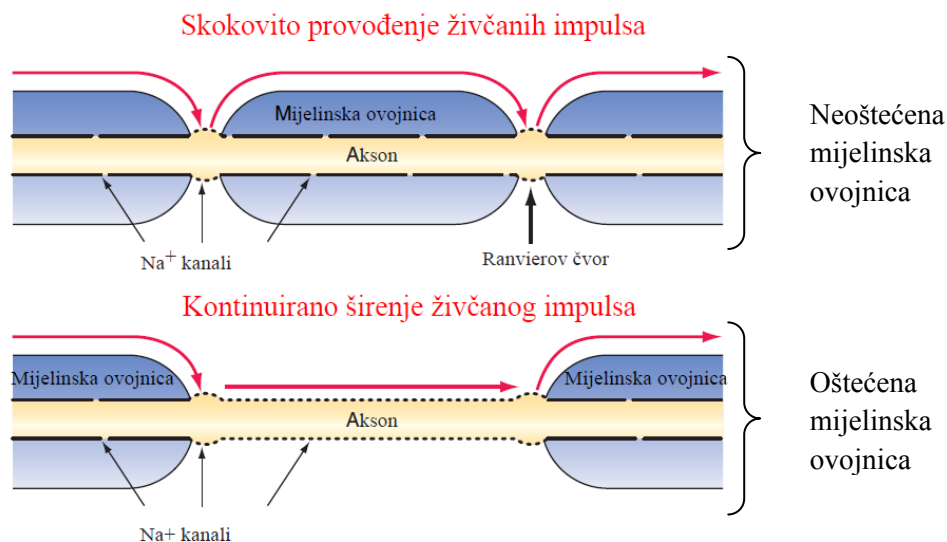 Skokovito provođenje živčanih impulsa
Mijelinska ovojnica
Akson
Na+ kanali
Ranvierov čvor
Neoštećena
mijelinska
ovojnica
Kontinuirano širenje živčanog impulsa
Mijelinska ovojnica
Mijelinska ovojnica
Akson
Na+ kanali
Oštećena
mijelinska
ovojnica